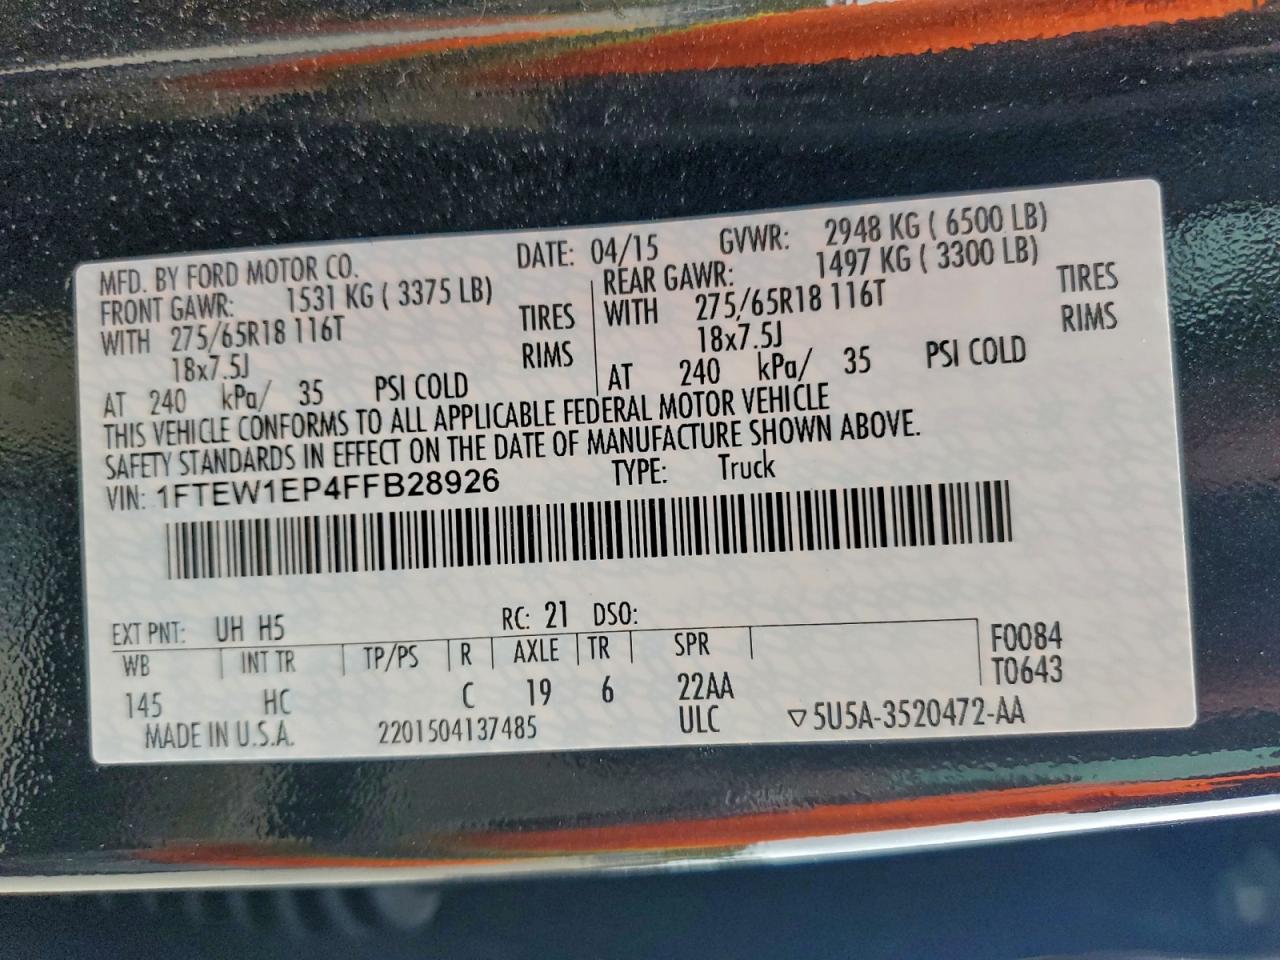 MFD. BY FORD MOTOR CO. DATE: 04/15 GVWR: 2948 KG ( 6500 LB)
FRONT GAWR: 1531 KG ( 3375 LB) REAR GAWR: 1497 KG ( 3300 LB)
WITH 275/65R18 116T TIRES WITH 275/65R18 116T TIRES
18x7.5J RIMS 18x7.5J RIMS
AT 240 kPa/ 35 PSI COLD AT 240 kPa/ 35 PSI COLD
THIS VEHICLE CONFORMS TO ALL APPLICABLE FEDERAL MOTOR VEHICLE
SAFETY STANDARDS IN EFFECT ON THE DATE OF MANUFACTURE SHOWN ABOVE.
VIN: 1FTEW1EP4FFB28926 TYPE: Truck
EXT PNT: UH H5 RC: 21 DSO:
WB INT TR TP/PS R AXLE TR SPR F0084
T0643
145 HC C 19 6 22AA
MADE IN U.S.A. 2201504137485 ULC ▽5U5A-3520472-AA